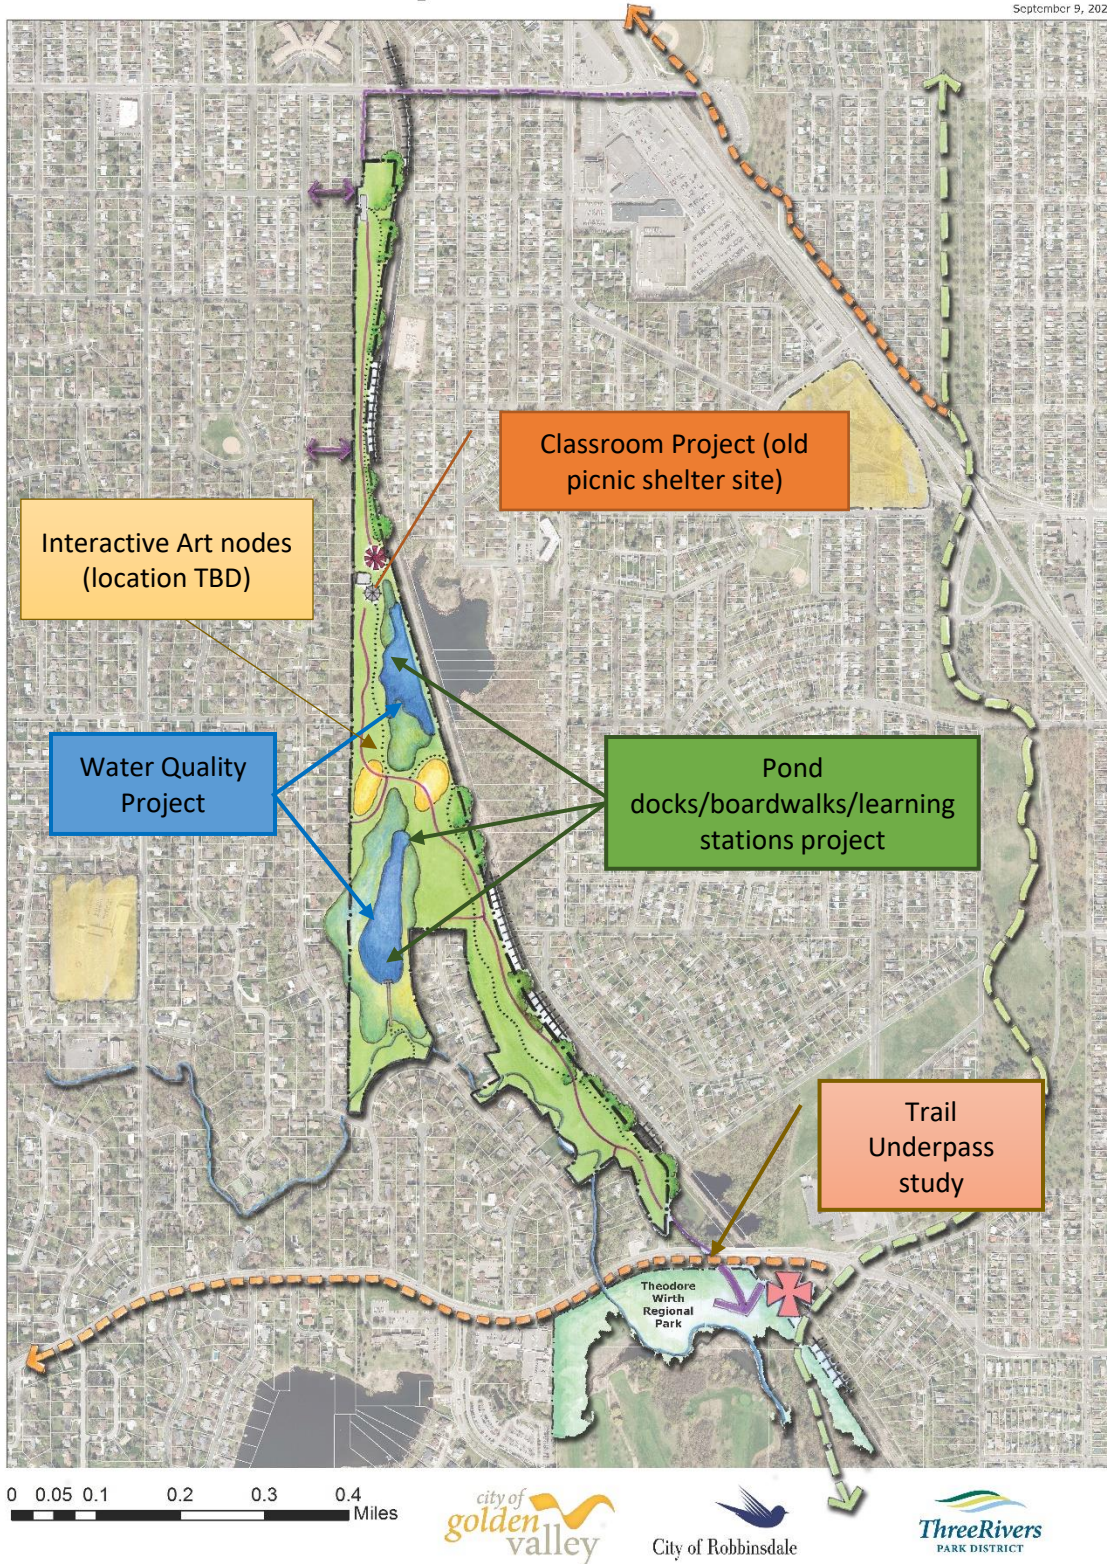 September 9, 202
Classroom Project (old
picnic shelter site)
Interactive Art nodes
(location TBD)
Water Quality
Project
Pond
docks/boardwalks/learning
stations project
Trail
Underpass
study
Theodore
Wirth
Regional
Park
0 0.05 0.1 0.2 0.3 0.4
Miles
city of
golden
valley
City of Robbinsdale
ThreeRivers
PARK DISTRICT